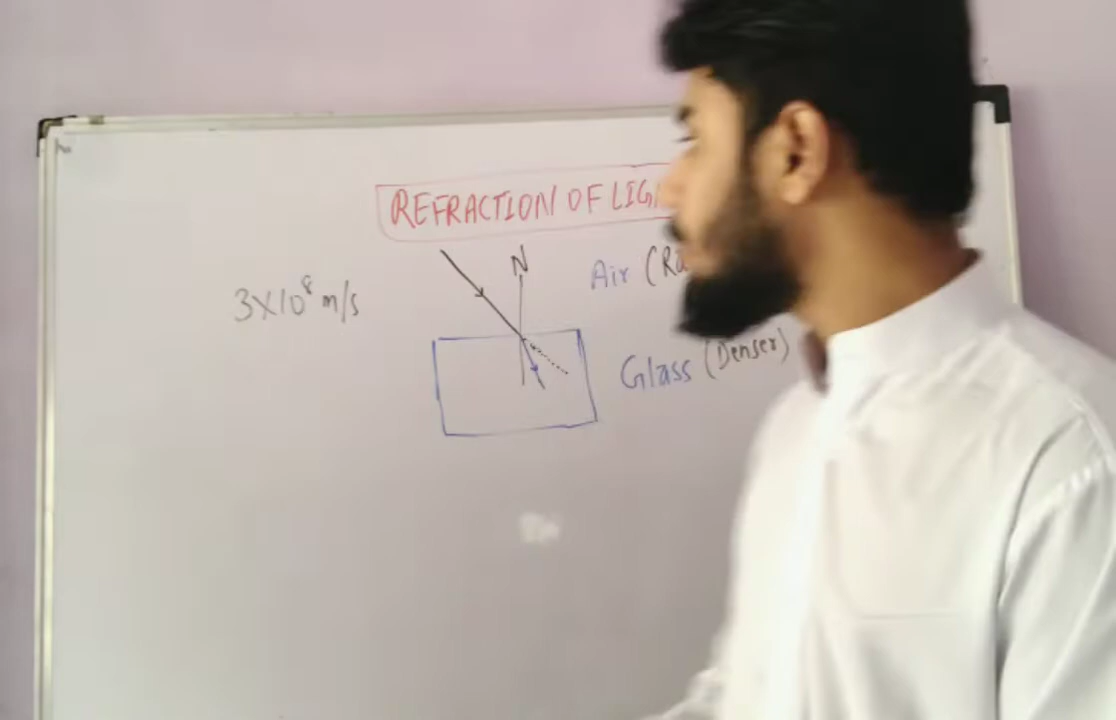 REFRACTION OF LIG
N
Air (Ra
3X10⁸ m/s
Glass (Denser)